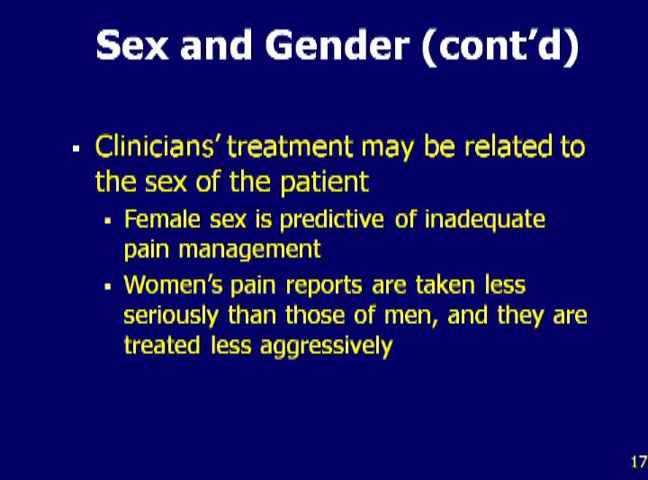 Sex and Gender (cont’d)
▪ Clinicians’ treatment may be related to
the sex of the patient
▪ Female sex is predictive of inadequate
pain management
▪ Women’s pain reports are taken less
seriously than those of men, and they are
treated less aggressively
17